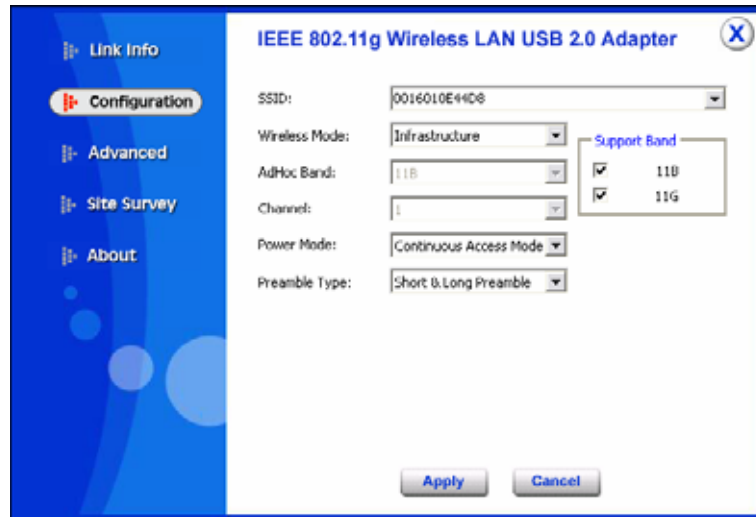 Link Info
Configuration
Advanced
Site Survey
About
IEEE 802.11g Wireless LAN USB 2.0 Adapter
X
SSID: 0016010E44D8
Wireless Mode: Infrastructure
Support Band
AdHoc Band: 11B
11B
Channel: 1
11G
Power Mode: Continuous Access Mode
Preamble Type: Short & Long Preamble
Apply Cancel